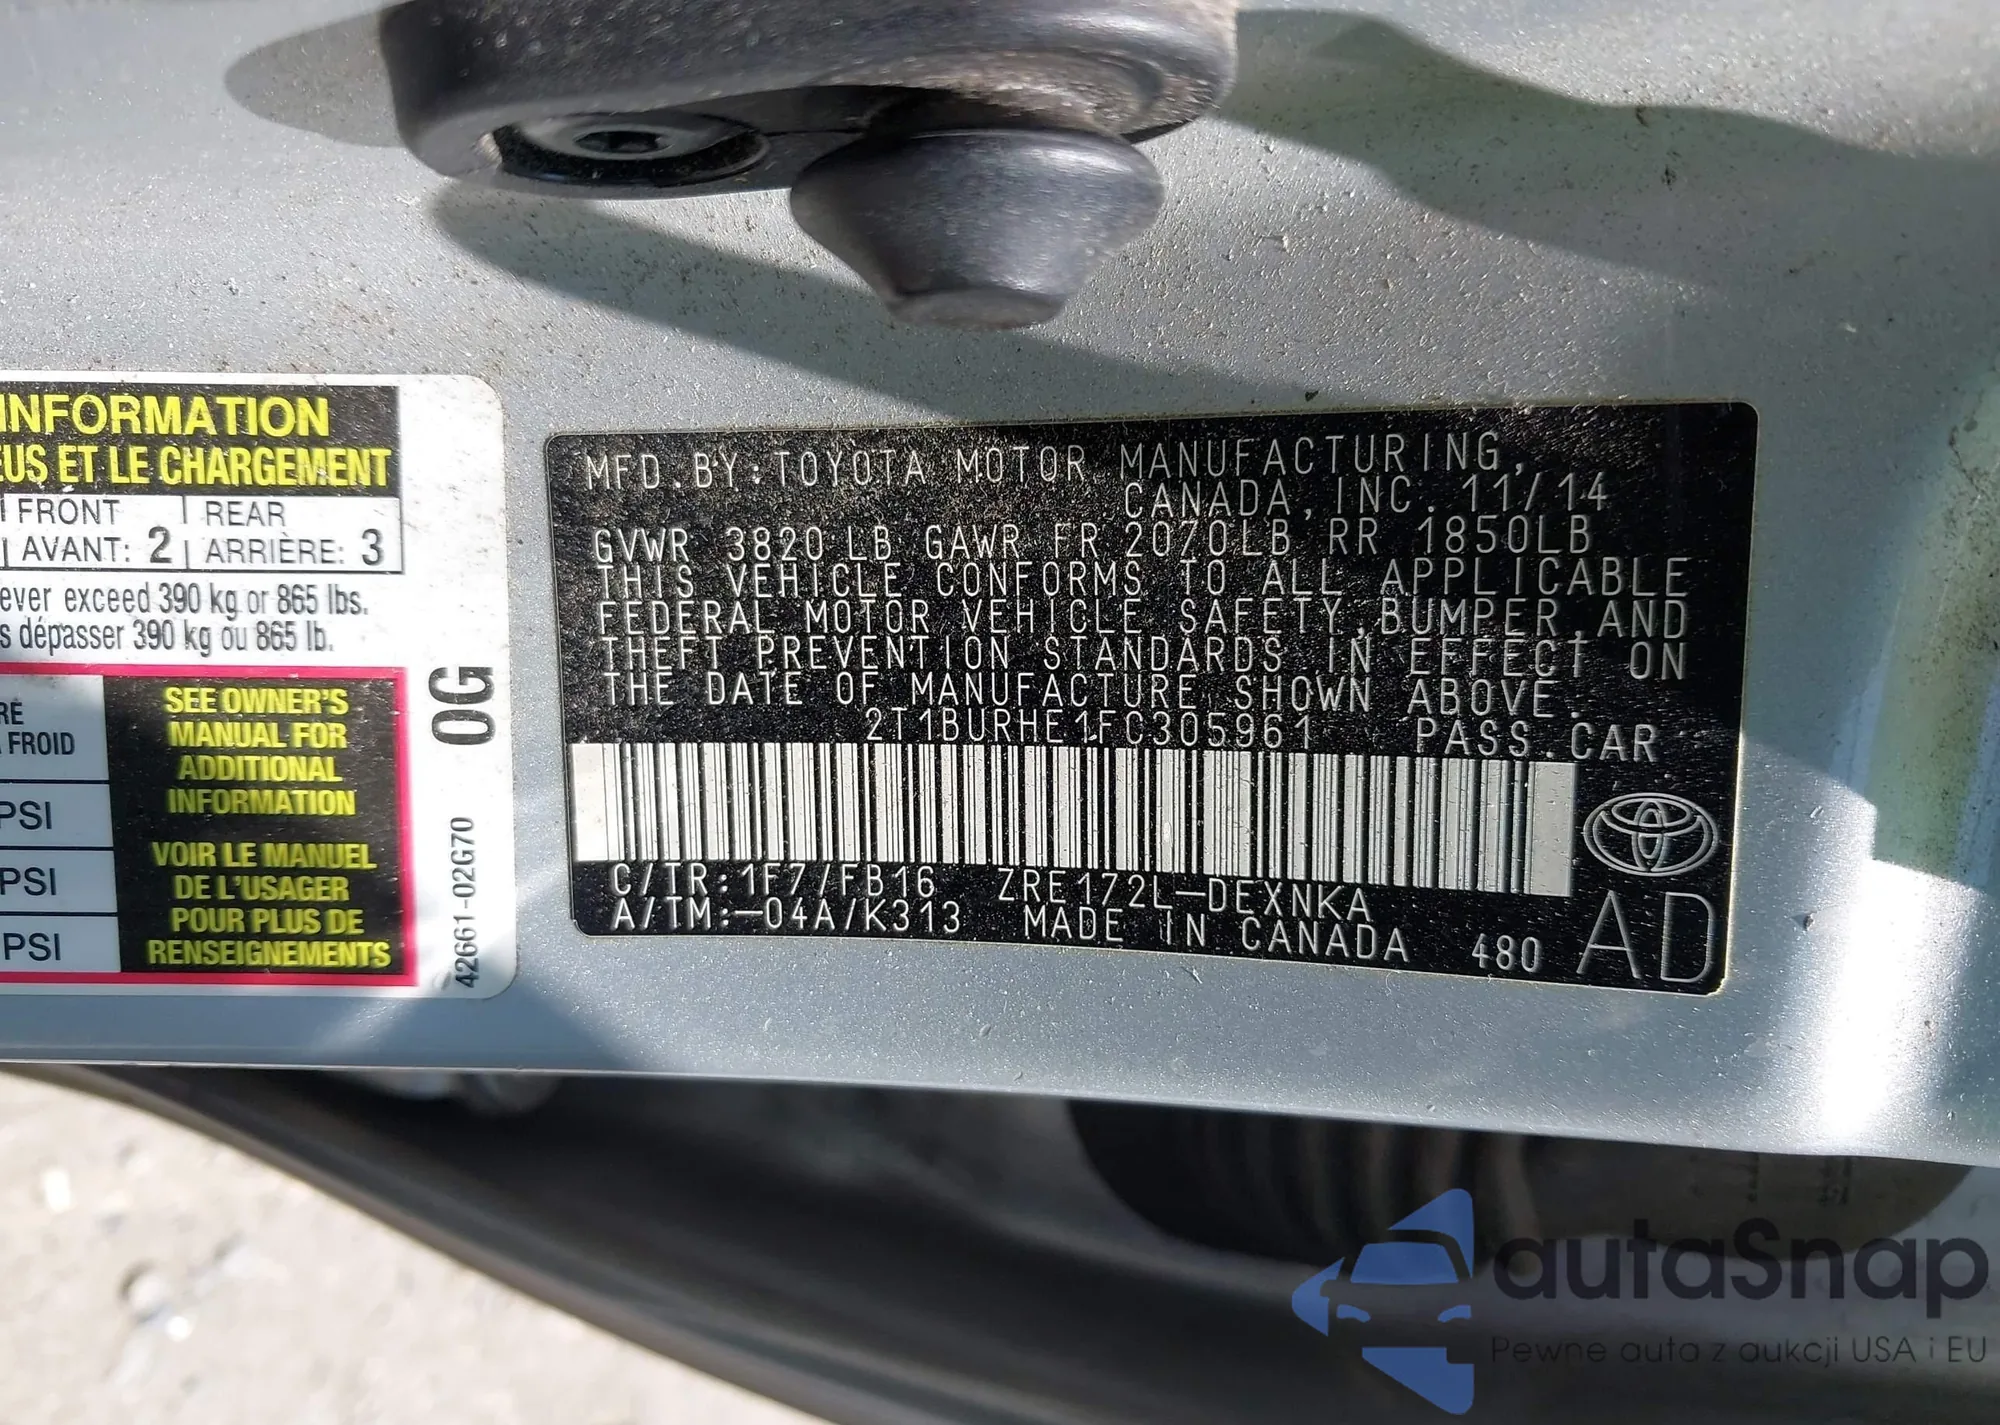 INFORMATION
EUS ET LE CHARGEMENT
FRONT REAR
AVANT: 2 ARRIÈRE: 3
ever exceed 390 kg or 865 lbs.
s dépasser 390 kg ou 865 lb.
RE
FROID
PSI
PSI
PSI
SEE OWNER'S
MANUAL FOR
ADDITIONAL
INFORMATION
VOIR LE MANUEL
DE L'USAGER
POUR PLUS DE
RENSEIGNEMENTS
0G
42661-02G70
MFD.BY:TOYOTA MOTOR MANUFACTURING,
CANADA, INC. 11/14
GVWR 3820 LB GAWR FR 2070LB RR 1850LB
THIS VEHICLE CONFORMS TO ALL APPLICABLE
FEDERAL MOTOR VEHICLE SAFETY,BUMPER,AND
THEFT PREVENTION STANDARDS IN EFFECT ON
THE DATE OF MANUFACTURE SHOWN ABOVE.
2T1BURHE1FC305961 PASS.CAR
C/TR:1F7/FB16 ZRE172L-DEXNKA
A/TM:-04A/K313 MADE IN CANADA 480
AD
autaSnap
Pewne auta z aukcji USA i EU